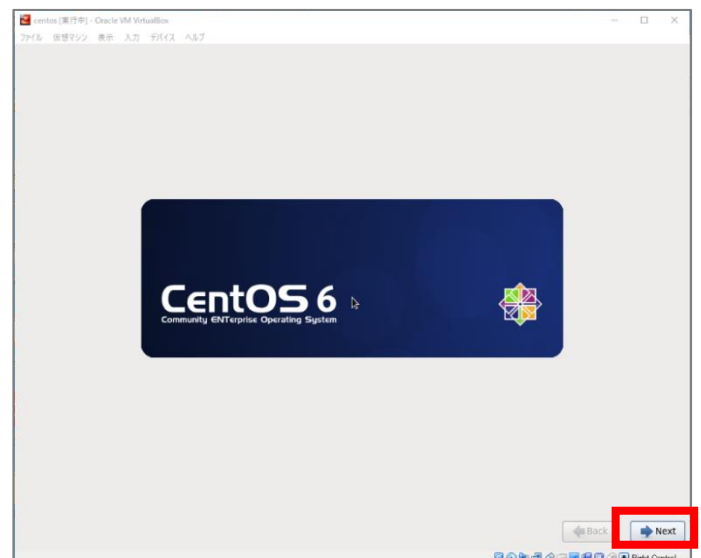 centos [実行中] - Oracle VM VirtualBox
ファイル 仮想マシン 表示 入力 デバイス ヘルプ
CentOS 6
Community ENTerprise Operating System
Back
Next
Right Control